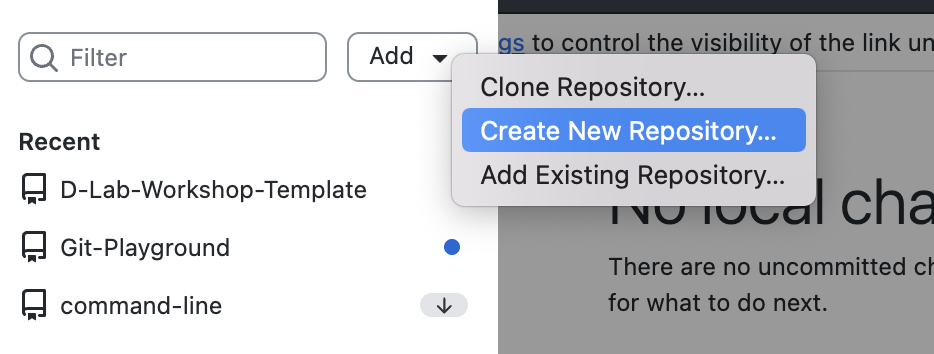 Filter
Add
gs to control the visibility of the link un
Clone Repository...
Create New Repository...
Add Existing Repository...
Recent
D-Lab-Workshop-Template
Git-Playground
command-line
No local cha
There are no uncommitted ch
for what to do next.